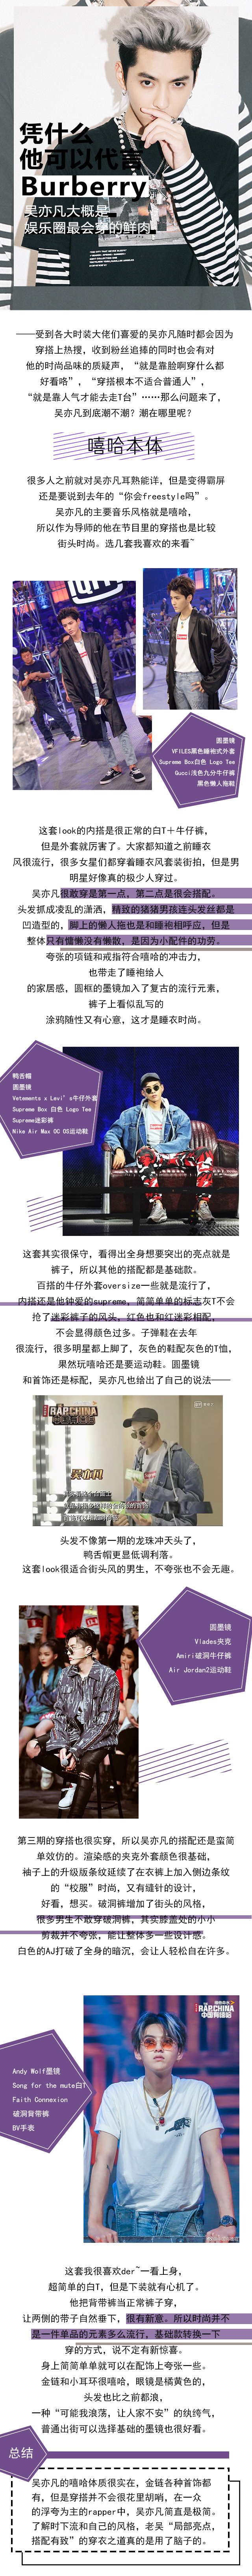 凭什么
他可以代言
Burberry
吴亦凡大概是
娱乐圈最会穿的鲜肉
——受到各大时装大佬们喜爱的吴亦凡随时都会因为
穿搭上热搜，收到粉丝追捧的同时也会有对
他的时尚品味的质疑声，“就是靠脸啊穿什么都
好看咯”，“穿搭根本不适合普通人”，
“就是靠人气才能去走T台”……那么问题来了，
吴亦凡到底潮不潮？潮在哪里呢？
嘻哈本体
很多人之前就对吴亦凡耳熟能详，但是变得霸屏
还是要说到去年的“你会freestyle吗”。
吴亦凡的主要音乐风格就是嘻哈，
所以作为导师的他在节目里的穿搭也是比较
街头时尚。选几套我喜欢的来看~
圆墨镜
VFILES黑色睡袍式外套
Supreme Box白色 Logo Tee
Gucci浅色九分牛仔裤
黑色懒人拖鞋
这套look的内搭是很正常的白T＋牛仔裤，
但是外套就厉害了。大家都知道之前睡衣
风很流行，很多女星们都穿着睡衣风套装街拍，但是男
明星好像真的极少人穿过。
吴亦凡很敢穿是第一点，第二点是很会搭配。
头发抓成凌乱的潇洒，精致的猪猪男孩连头发丝都是
凹造型的，脚上的懒人拖也是和睡袍相呼应，但是
整体只有慵懒没有懒散，是因为小配件的功劳。
夸张的项链和戒指符合嘻哈的冲击力，
也带走了睡袍给人
的家居感，圆框的墨镜加入了复古的流行元素，
裤子上看似乱写的
涂鸦随性又有心意，这才是睡衣时尚。
鸭舌帽
圆墨镜
Vetements x Levi's牛仔外套
Supreme Box 白色 Logo Tee
Supreme迷彩裤
Nike Air Max OC OS运动鞋
这套其实很保守，看得出全身想要突出的亮点就是
裤子，所以其他的搭配都是基础款。
百搭的牛仔外套oversize一些就是流行了，
内搭还是他钟爱的supreme，简简单单的标志灰T不会
抢了迷彩裤子的风头，红色也和红迷彩相配，
不会显得颜色过多。子弹鞋在去年
很流行，很多明星都上脚了，灰色的鞋配灰色的T恤，
果然玩嘻哈还是要运动鞋。圆墨镜
和首饰还是标配，吴亦凡也给出了自己的说法——
RAP OF CHINA
吴亦凡
头发不像第一期的龙珠冲天头了，
鸭舌帽更显低调利落。
这套look很适合街头风的男生，不夸张也不会无趣。
圆墨镜
Vlades夹克
Amiri破洞牛仔裤
Air Jordan2运动鞋
第三期的穿搭也很实穿，所以吴亦凡的搭配还是蛮简
单效仿的。渲染感的夹克外套颜色很基础，
袖子上的升级版条纹延续了在衣裤上加入侧边条纹
的“校服”时尚，又有缝针的设计，
好看，想买。破洞裤增加了街头的风格，
很多男生不敢穿破洞裤，其实膝盖处的小小
剪裁并不夸张，能让整体多一些设计感。
白色的AJ打破了全身的暗沉，会让人轻松自在许多。
THE RAP OF CHINA
中国有嘻哈
Andy Wolf墨镜
Song for the mute白T
Faith Connexion
破洞背带裤
BV手表
这套我很喜欢der~一看上身，
超简单的白T，但是下装就有心机了。
他把背带裤当正常裤子穿，
让两侧的带子自然垂下，很有新意。所以时尚并不
是一件单品的元素多么流行，基础款转换一下
穿的方式，说不定有新惊喜。
身上简简单单就可以在配饰上夸张一些。
金链和小耳环很嘻哈，眼镜是橘黄色的，
头发也比之前都浪，
一种“可能我浪荡，让人家不安”的纨绔气，
普通出街可以选择基础的墨镜也很好看。
总结
吴亦凡的嘻哈体质很实在，金链各种首饰都
有，但是穿搭并不会很花里胡哨，在一众
的浮夸为主的rapper中，吴亦凡简直是极简。
了解时下流和自己的风格，老吴“局部亮点，
搭配有致”的穿衣之道真的是用了脑子的。